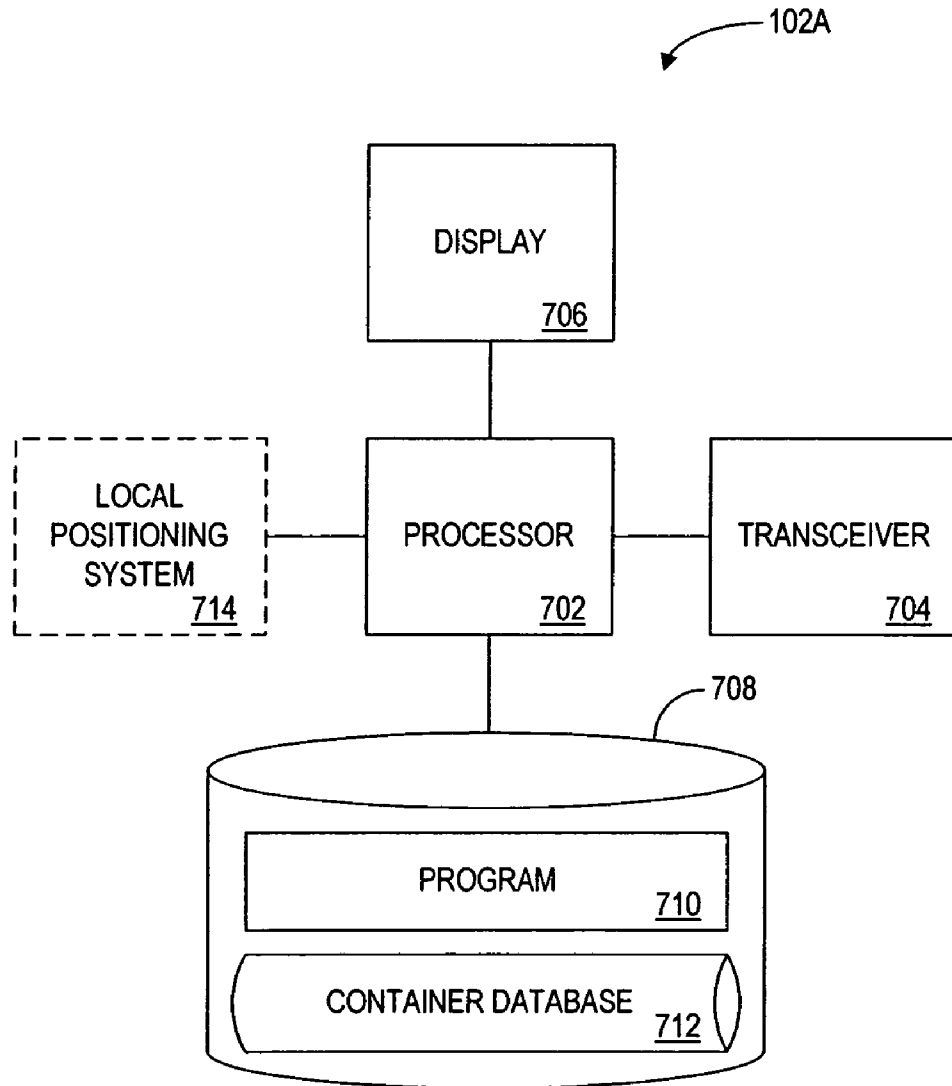 102A
DISPLAY
706
LOCAL
POSITIONING
SYSTEM
714
PROCESSOR
702
TRANSCEIVER
704
708
PROGRAM
710
CONTAINER DATABASE
712